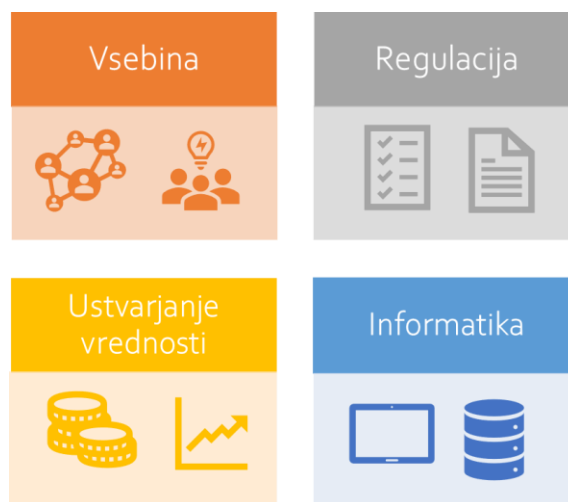 Vsebina
Regulacija
Ustvarjanje
vrednosti
Informatika